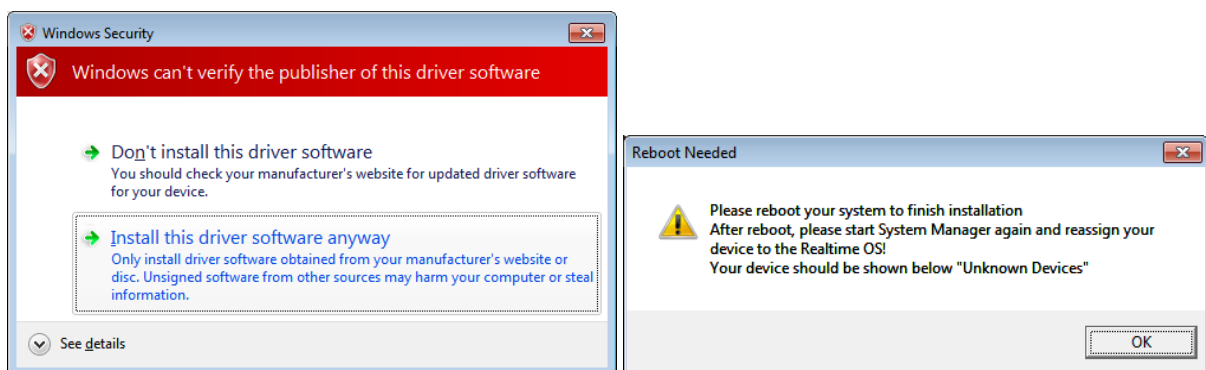 Windows Security
Windows can't verify the publisher of this driver software
Don't install this driver software
You should check your manufacturer's website for updated driver software
for your device.
Install this driver software anyway
Only install driver software obtained from your manufacturer's website or
disc. Unsigned software from other sources may harm your computer or steal
information.
See details
Reboot Needed
Please reboot your system to finish installation
After reboot, please start System Manager again and reassign your
device to the Realtime OS!
Your device should be shown below "Unknown Devices"
OK